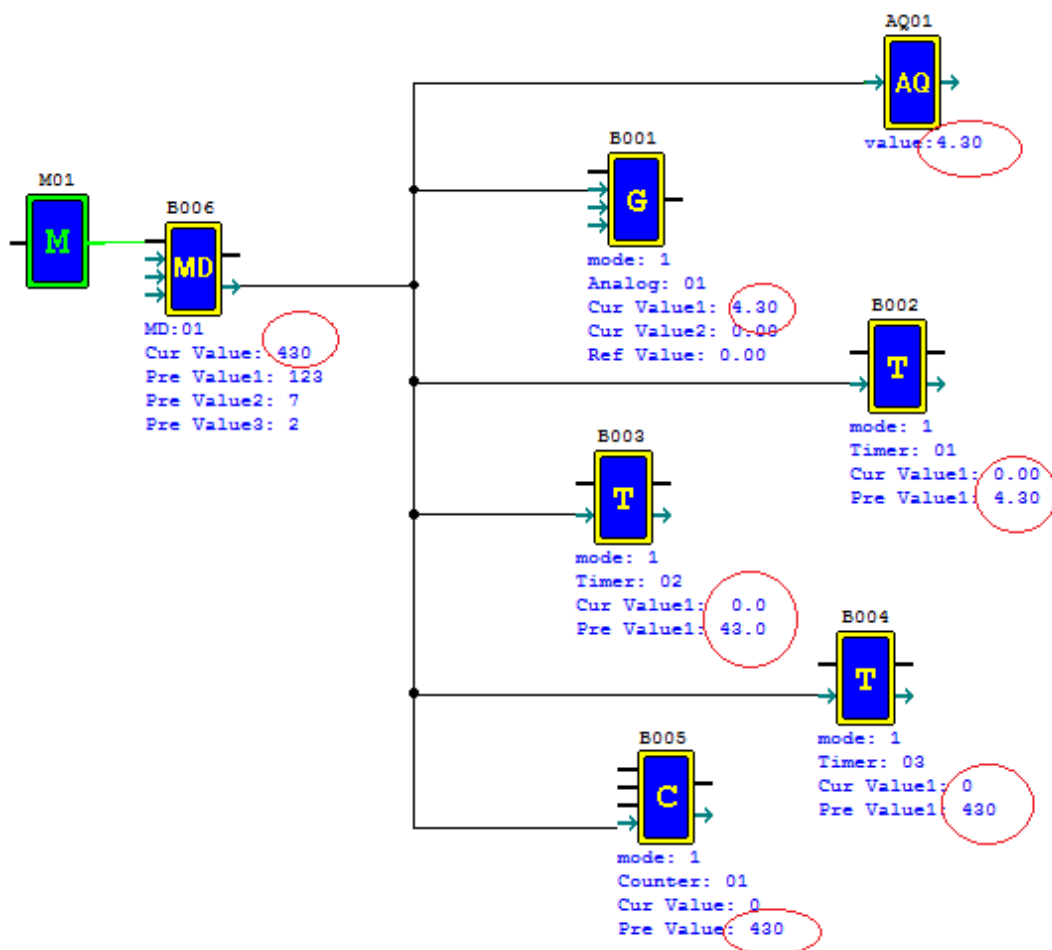 AQ01
AQ
value:4.30
B001
G
mode: 1
Analog: 01
Cur Value1: 4.30
Cur Value2: 0.00
Ref Value: 0.00
M01
M
B006
MD
MD:01
Cur Value: 430
Pre Value1: 123
Pre Value2: 7
Pre Value3: 2
B002
T
mode: 1
Timer: 01
Cur Value1: 0.00
Pre Value1: 4.30
B003
T
mode: 1
Timer: 02
Cur Value1: 0.0
Pre Value1: 43.0
B004
T
mode: 1
Timer: 03
Cur Value1: 0
Pre Value1: 430
B005
C
mode: 1
Counter: 01
Cur Value: 0
Pre Value: 430